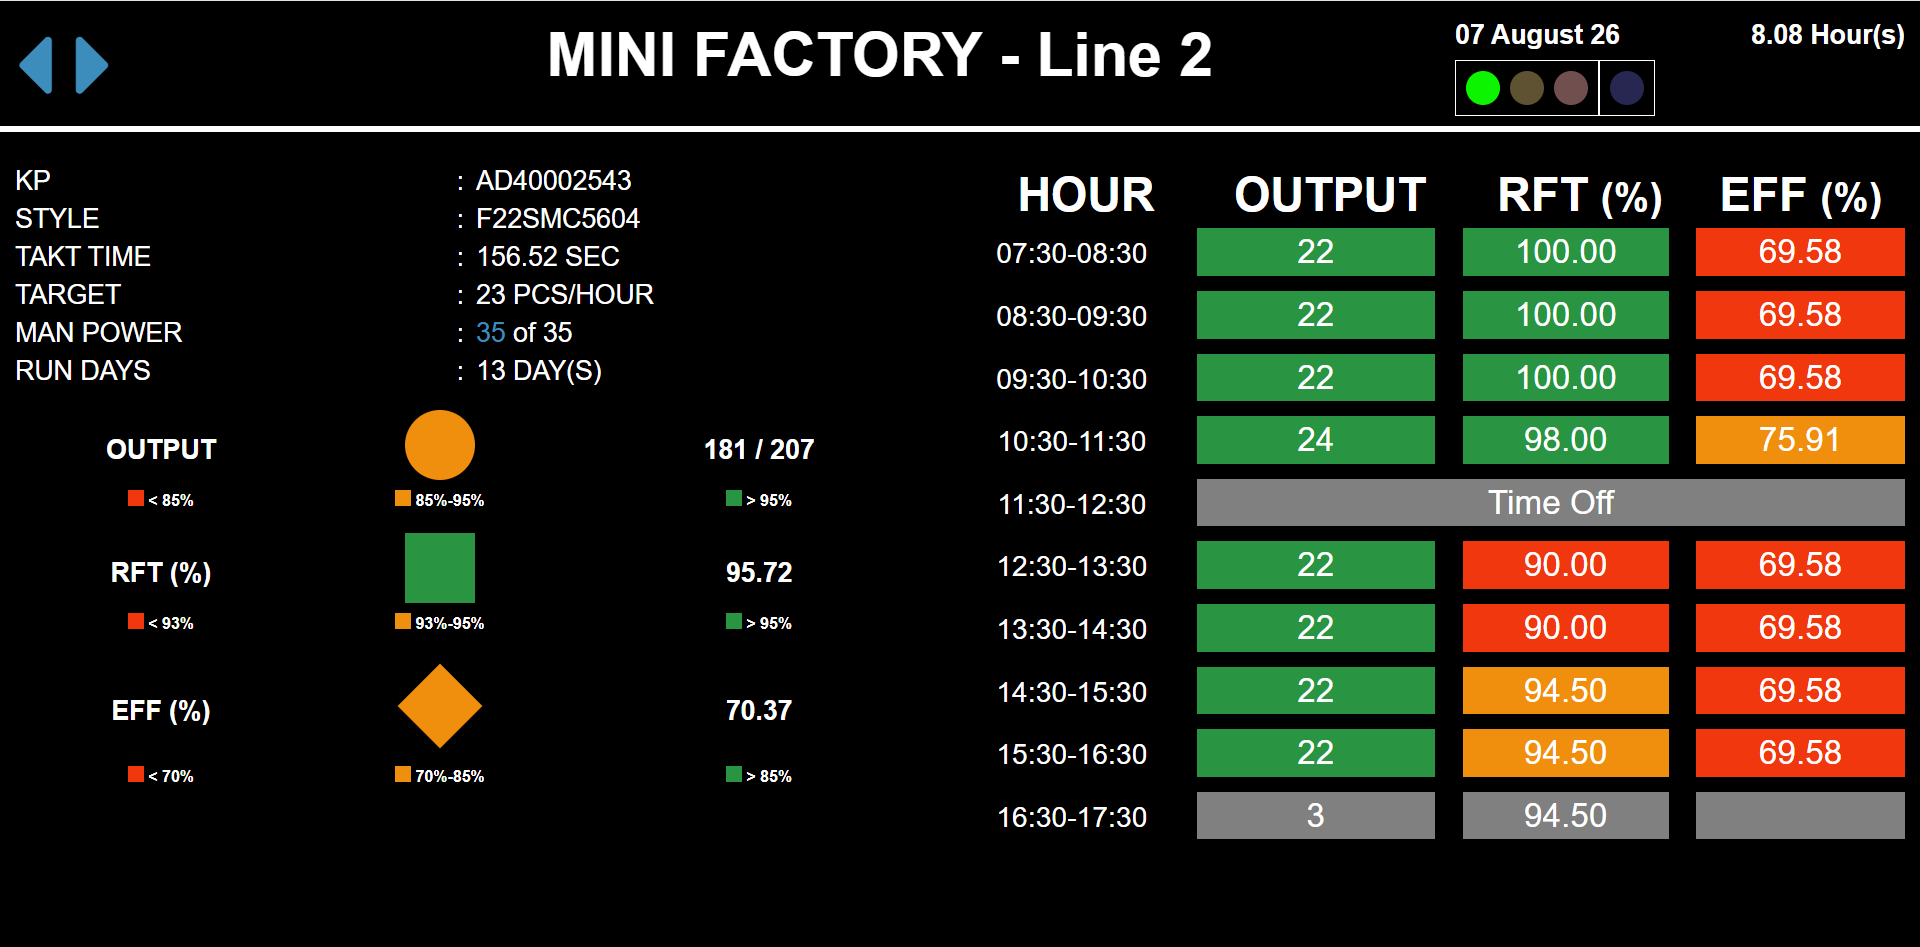 MINI FACTORY - Line 2
07 August 26
8.08 Hour(s)
KP : AD40002543
STYLE : F22SMC5604
TAKT TIME : 156.52 SEC
TARGET : 23 PCS/HOUR
MAN POWER : 35 of 35
RUN DAYS : 13 DAY(S)
OUTPUT 181 / 207
< 85% 85%-95% > 95%
RFT (%) 95.72
< 93% 93%-95% > 95%
EFF (%) 70.37
< 70% 70%-85% > 85%
HOUR OUTPUT RFT (%) EFF (%)
07:30-08:30 22 100.00 69.58
08:30-09:30 22 100.00 69.58
09:30-10:30 22 100.00 69.58
10:30-11:30 24 98.00 75.91
11:30-12:30 Time Off
12:30-13:30 22 90.00 69.58
13:30-14:30 22 90.00 69.58
14:30-15:30 22 94.50 69.58
15:30-16:30 22 94.50 69.58
16:30-17:30 3 94.50